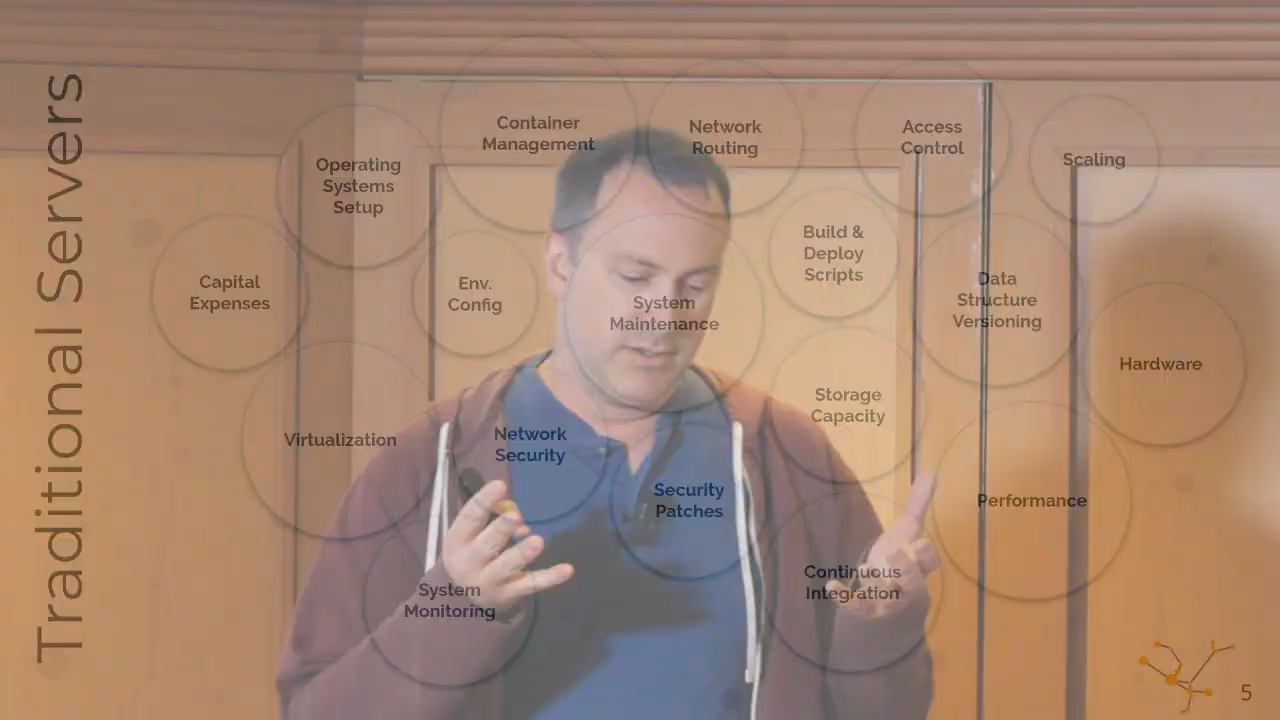 Traditional Servers
Container
Management
Network
Routing
Access
Control
Scaling
Operating
Systems
Setup
Build &
Deploy
Scripts
Capital
Expenses
Env.
Config
System
Maintenance
Data
Structure
Versioning
Hardware
Storage
Capacity
Virtualization
Network
Security
Security
Patches
Performance
System
Monitoring
Continuous
Integration
5